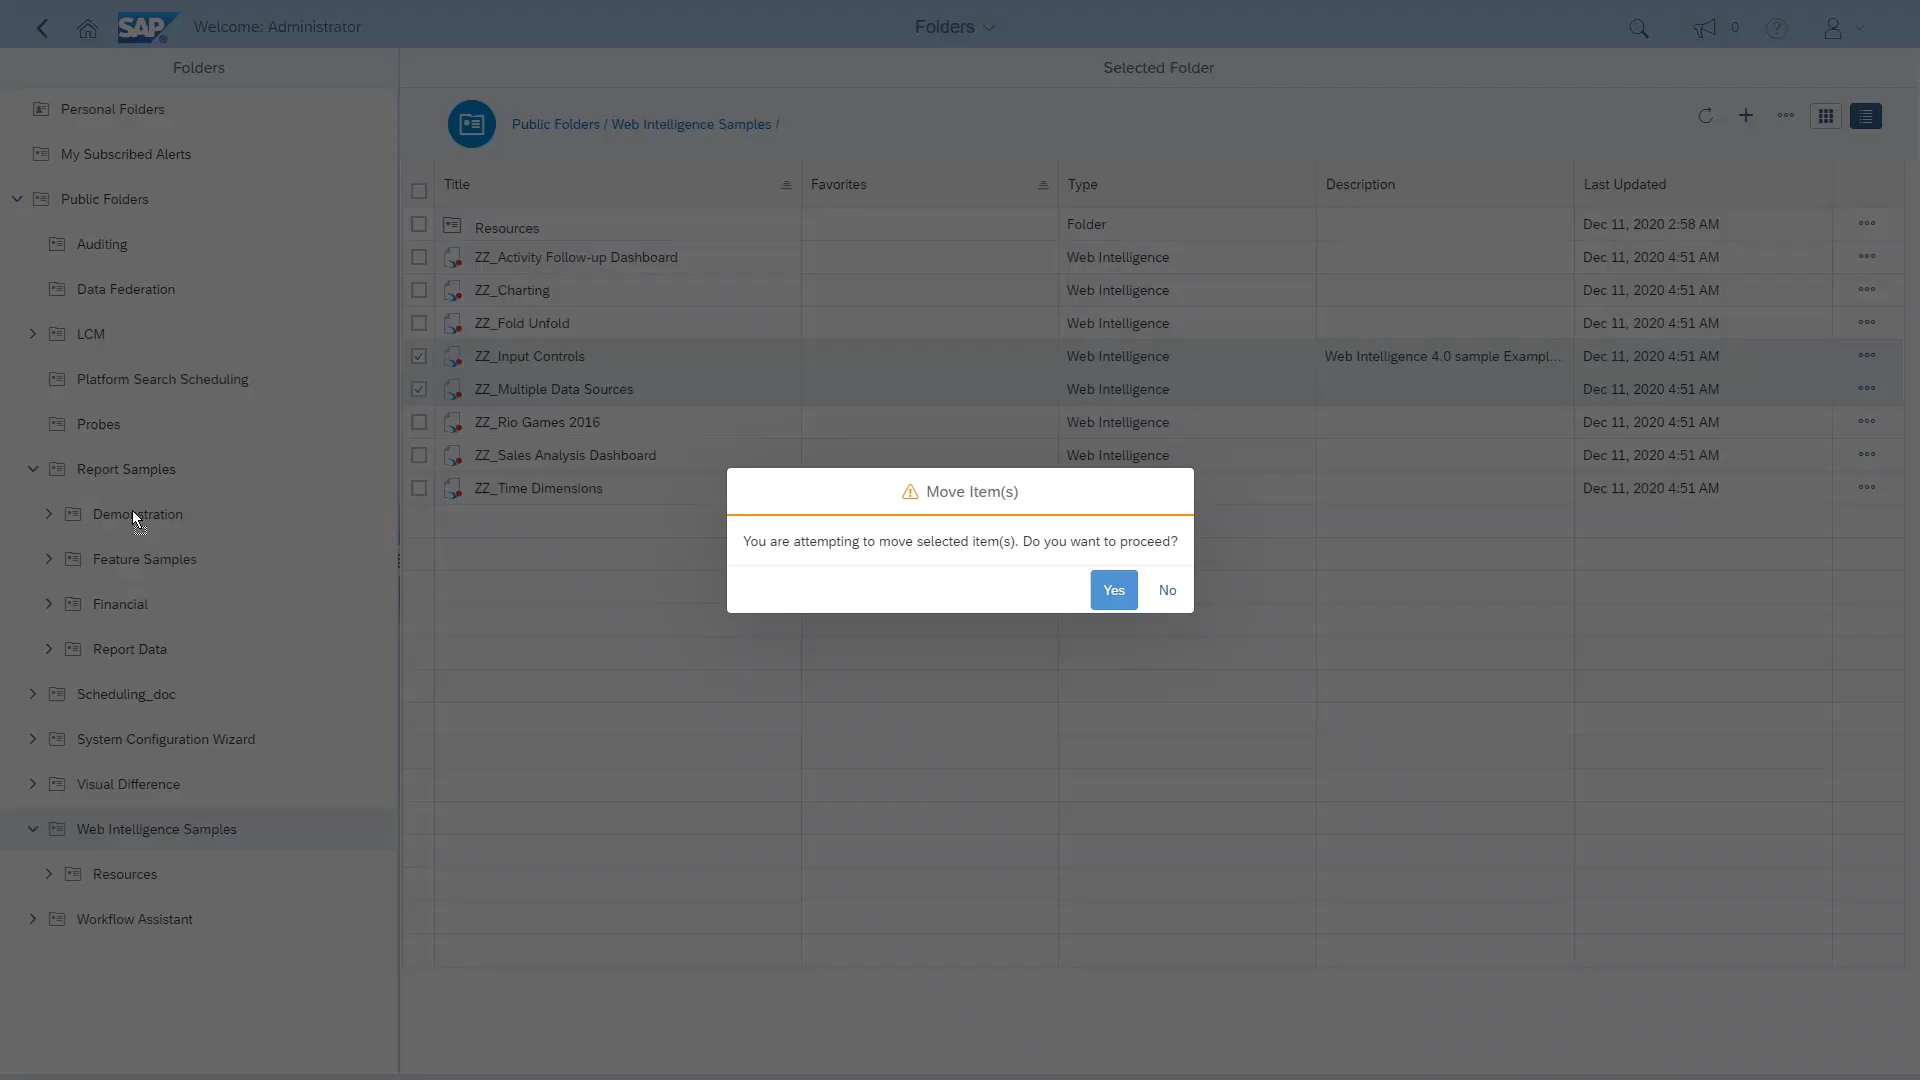 SAP Welcome: Administrator
Folders
0
Folders
Personal Folders
My Subscribed Alerts
Public Folders
Auditing
Data Federation
LCM
Platform Search Scheduling
Probes
Report Samples
Demonstration
Feature Samples
Financial
Report Data
Scheduling_doc
System Configuration Wizard
Visual Difference
Web Intelligence Samples
Resources
Workflow Assistant
Selected Folder
Public Folders / Web Intelligence Samples /
Title Favorites Type Description Last Updated
Resources Folder Dec 11, 2020 2:58 AM
ZZ_Activity Follow-up Dashboard Web Intelligence Dec 11, 2020 4:51 AM
ZZ_Charting Web Intelligence Dec 11, 2020 4:51 AM
ZZ_Fold Unfold Web Intelligence Dec 11, 2020 4:51 AM
ZZ_Input Controls Web Intelligence Web Intelligence 4.0 sample Exampl... Dec 11, 2020 4:51 AM
ZZ_Multiple Data Sources Web Intelligence Dec 11, 2020 4:51 AM
ZZ_Rio Games 2016 Web Intelligence Dec 11, 2020 4:51 AM
ZZ_Sales Analysis Dashboard Web Intelligence Dec 11, 2020 4:51 AM
ZZ_Time Dimensions Dec 11, 2020 4:51 AM
Move Item(s)
You are attempting to move selected item(s). Do you want to proceed?
Yes No